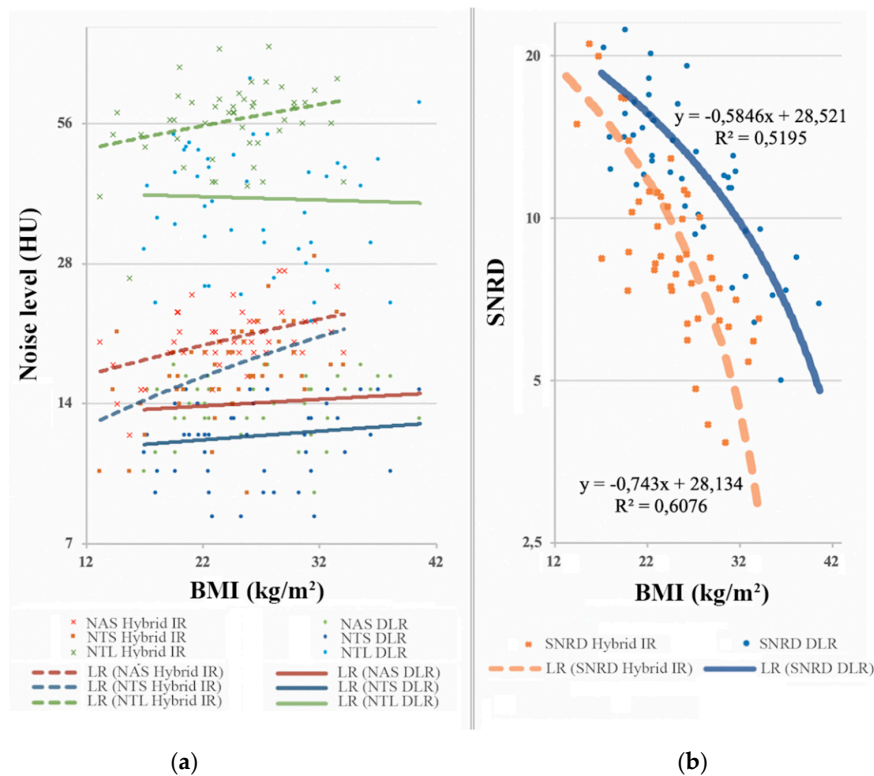 Noise level (HU)
56
28
14
7
12
22
32
42
BMI (kg/m²)
NAS Hybrid IR
NTS Hybrid IR
NTL Hybrid IR
NAS DLR
NTS DLR
NTL DLR
LR (NAS Hybrid IR)
LR (NTS Hybrid IR)
LR (NTL Hybrid IR)
LR (NAS DLR)
LR (NTS DLR)
LR (NTL DLR)
(a)
SNRD
20
10
5
2,5
y = -0,5846x + 28,521
R² = 0,5195
y = -0,743x + 28,134
R² = 0,6076
12
22
32
42
BMI (kg/m²)
SNRD Hybrid IR
SNRD DLR
LR (SNRD Hybrid IR)
LR (SNRD DLR)
(b)